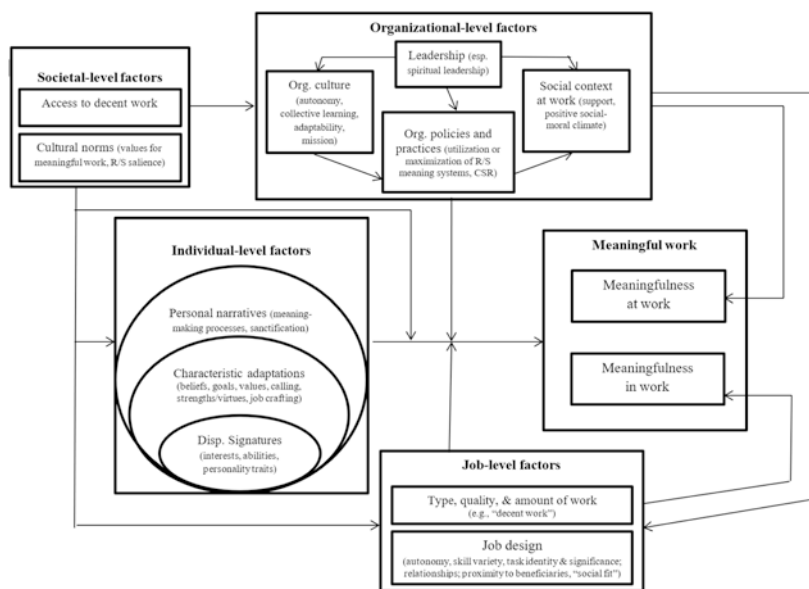 Organizational-level factors
Leadership (esp.
spiritual leadership)
Org. culture
(autonomy,
collective learning,
adaptability,
mission)
Social context
at work (support,
positive social-
moral climate)
Org. policies and
practices (utilization or
maximization of R/S
meaning systems, CSR)
Societal-level factors
Access to decent work
Cultural norms (values for
meaningful work, R/S salience)
Individual-level factors
Personal narratives (meaning-
making processes, sanctification)
Characteristic adaptations
(beliefs, goals, values, calling,
strengths/virtues, job crafting)
Disp. Signatures
(interests, abilities,
personality traits)
Meaningful work
Meaningfulness
at work
Meaningfulness
in work
Job-level factors
Type, quality, & amount of work
(e.g., “decent work”)
Job design
(autonomy, skill variety, task identity & significance;
relationships; proximity to beneficiaries, “social fit”)